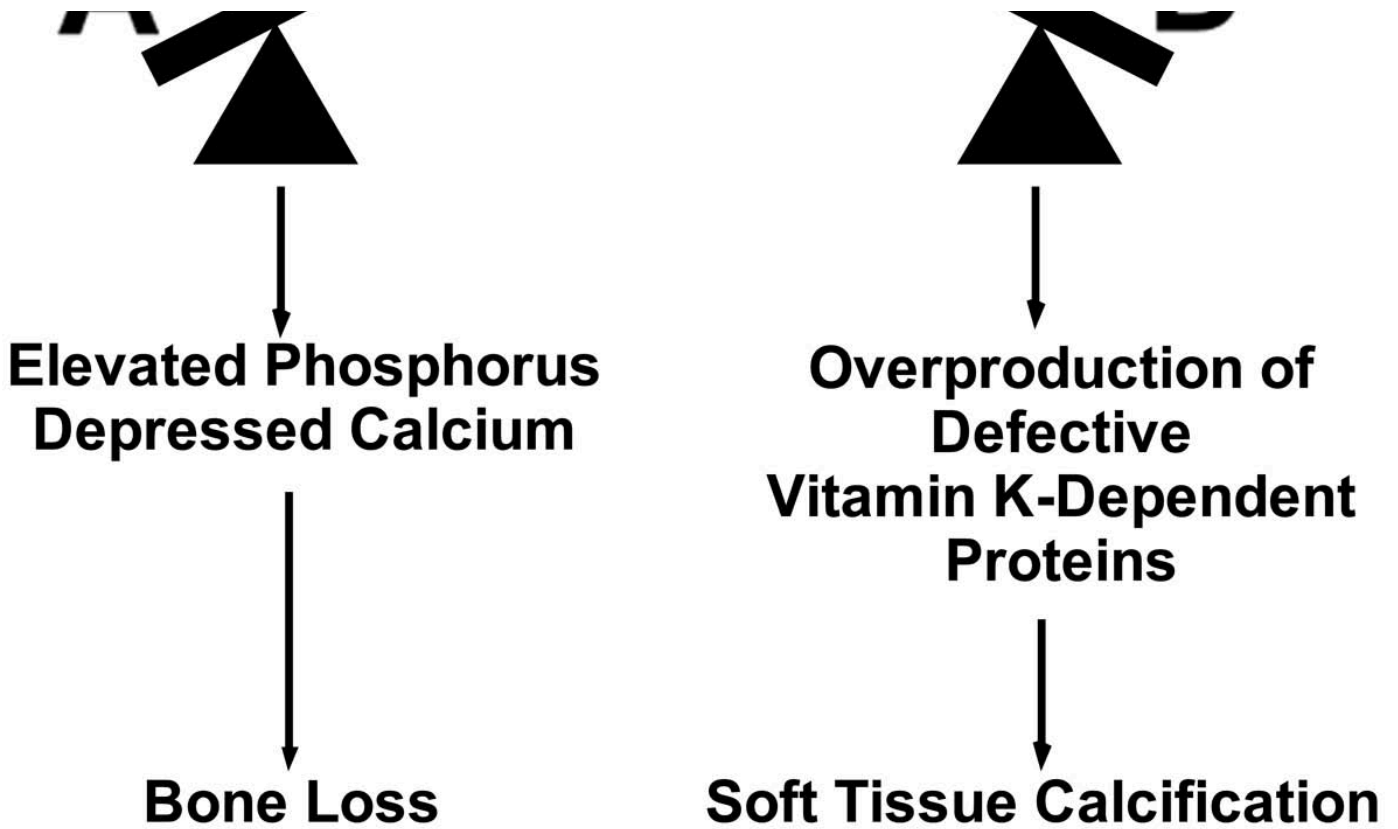 Elevated Phosphorus
Depressed Calcium
Bone Loss
Overproduction of
Defective
Vitamin K-Dependent
Proteins
Soft Tissue Calcification